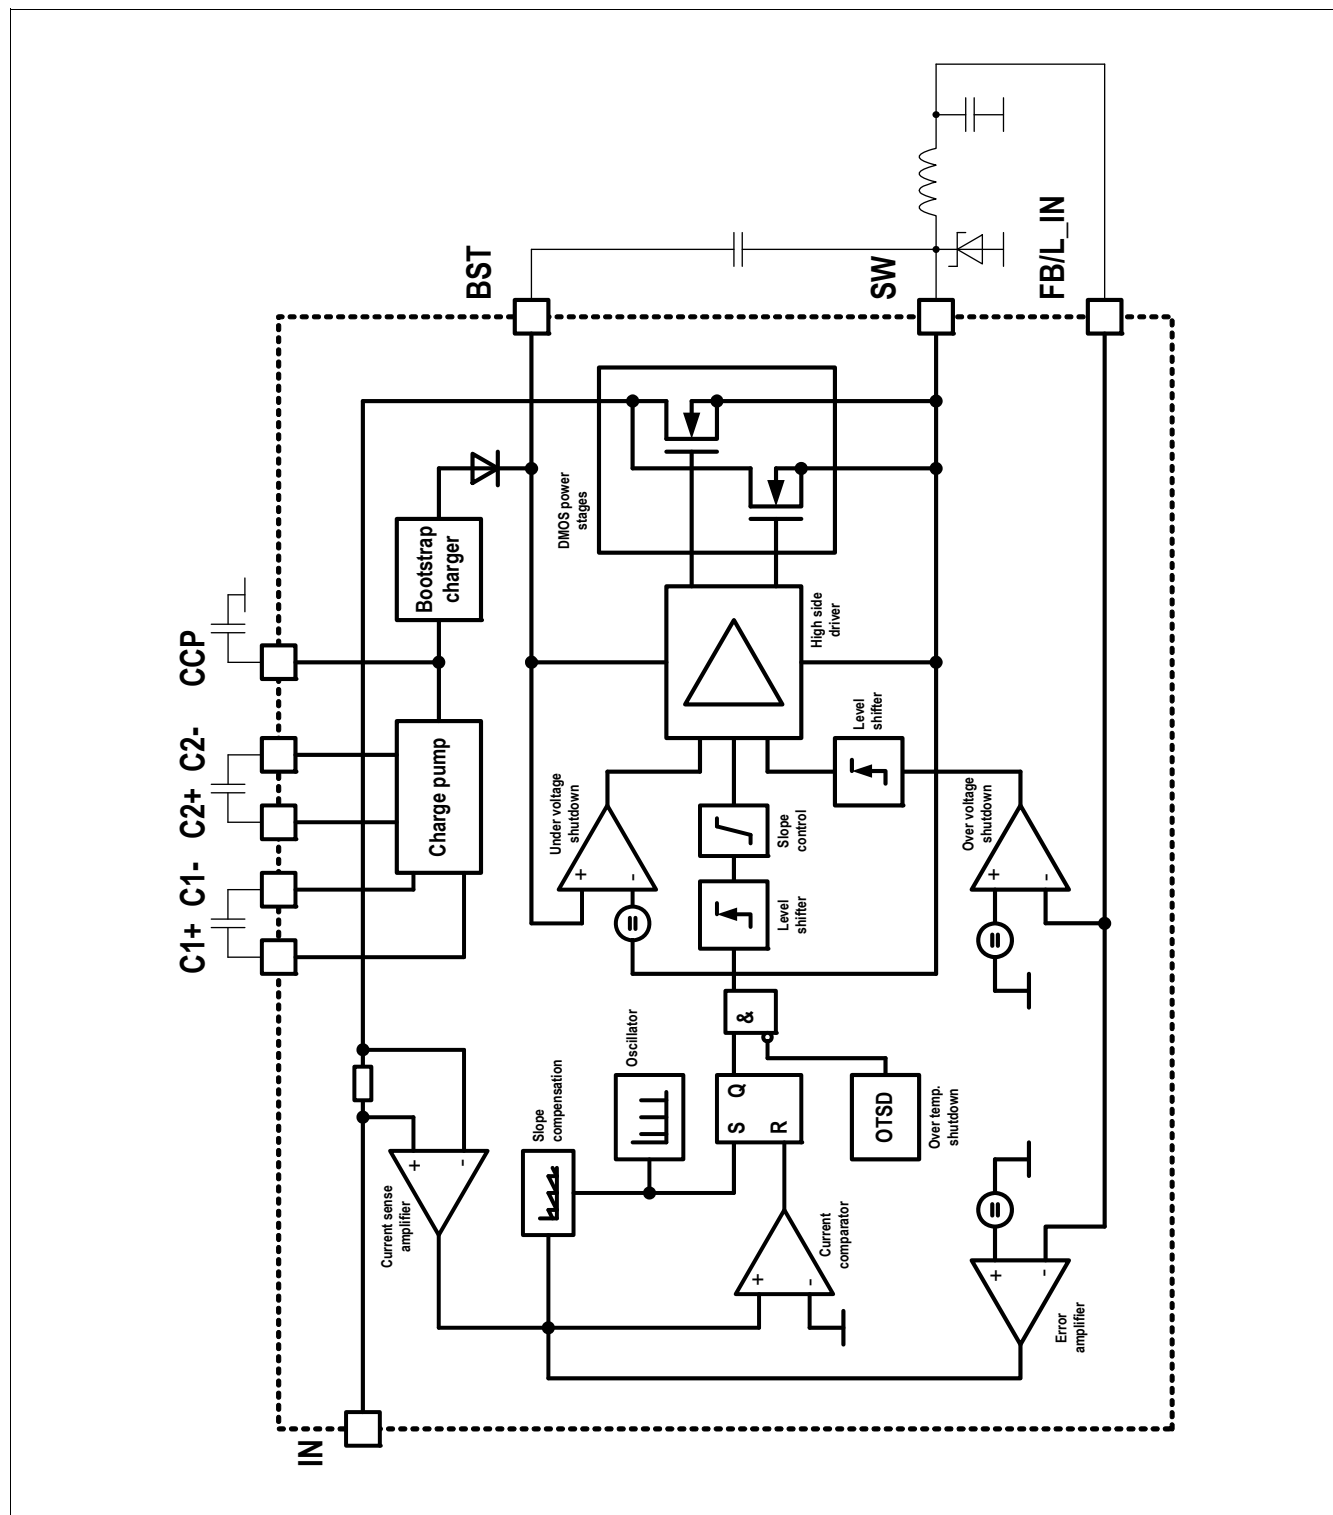 IN
C1+
C1-
C2+
C2-
CCP
BST
SW
FB/L_IN
Current sense
amplifier
+
-
Charge pump
Bootstrap
charger
Slope
compensation
Oscillator
Under voltage
shutdown
+
-
=
DMOS power
stages
Current
comparator
+
-
S
Q
R
&
Level
shifter
Slope
control
High side
driver
OTSD
Over temp.
shutdown
Level
shifter
Error
amplifier
+
-
=
Over voltage
shutdown
+
-
=